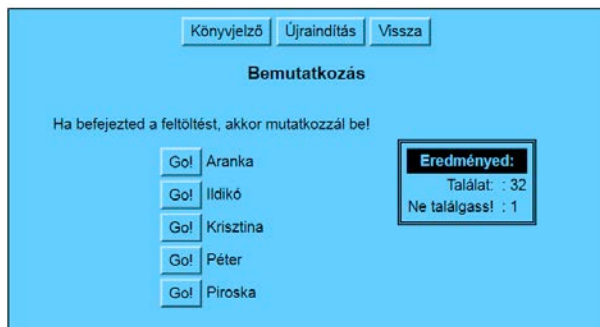 Könyvjelző Újraindítás Vissza
Bemutatkozás
Ha befejezted a feltöltést, akkor mutatkozzál be!
Go! Aranka
Go! Ildikó
Go! Krisztina
Go! Péter
Go! Piroska
Eredményed:
Találat: : 32
Ne találgass! : 1